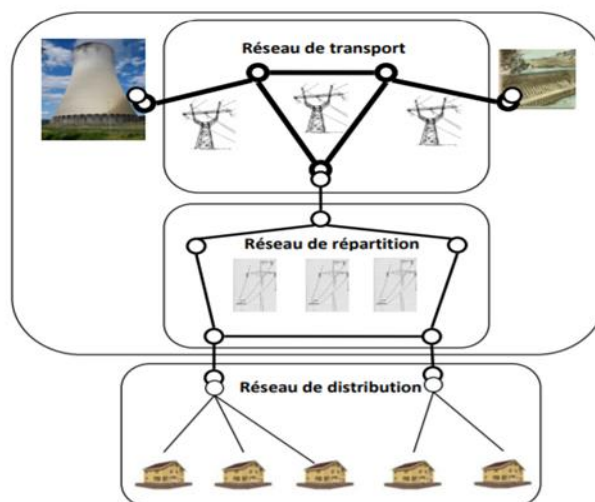 Réseau de transport
Réseau de répartition
Réseau de distribution